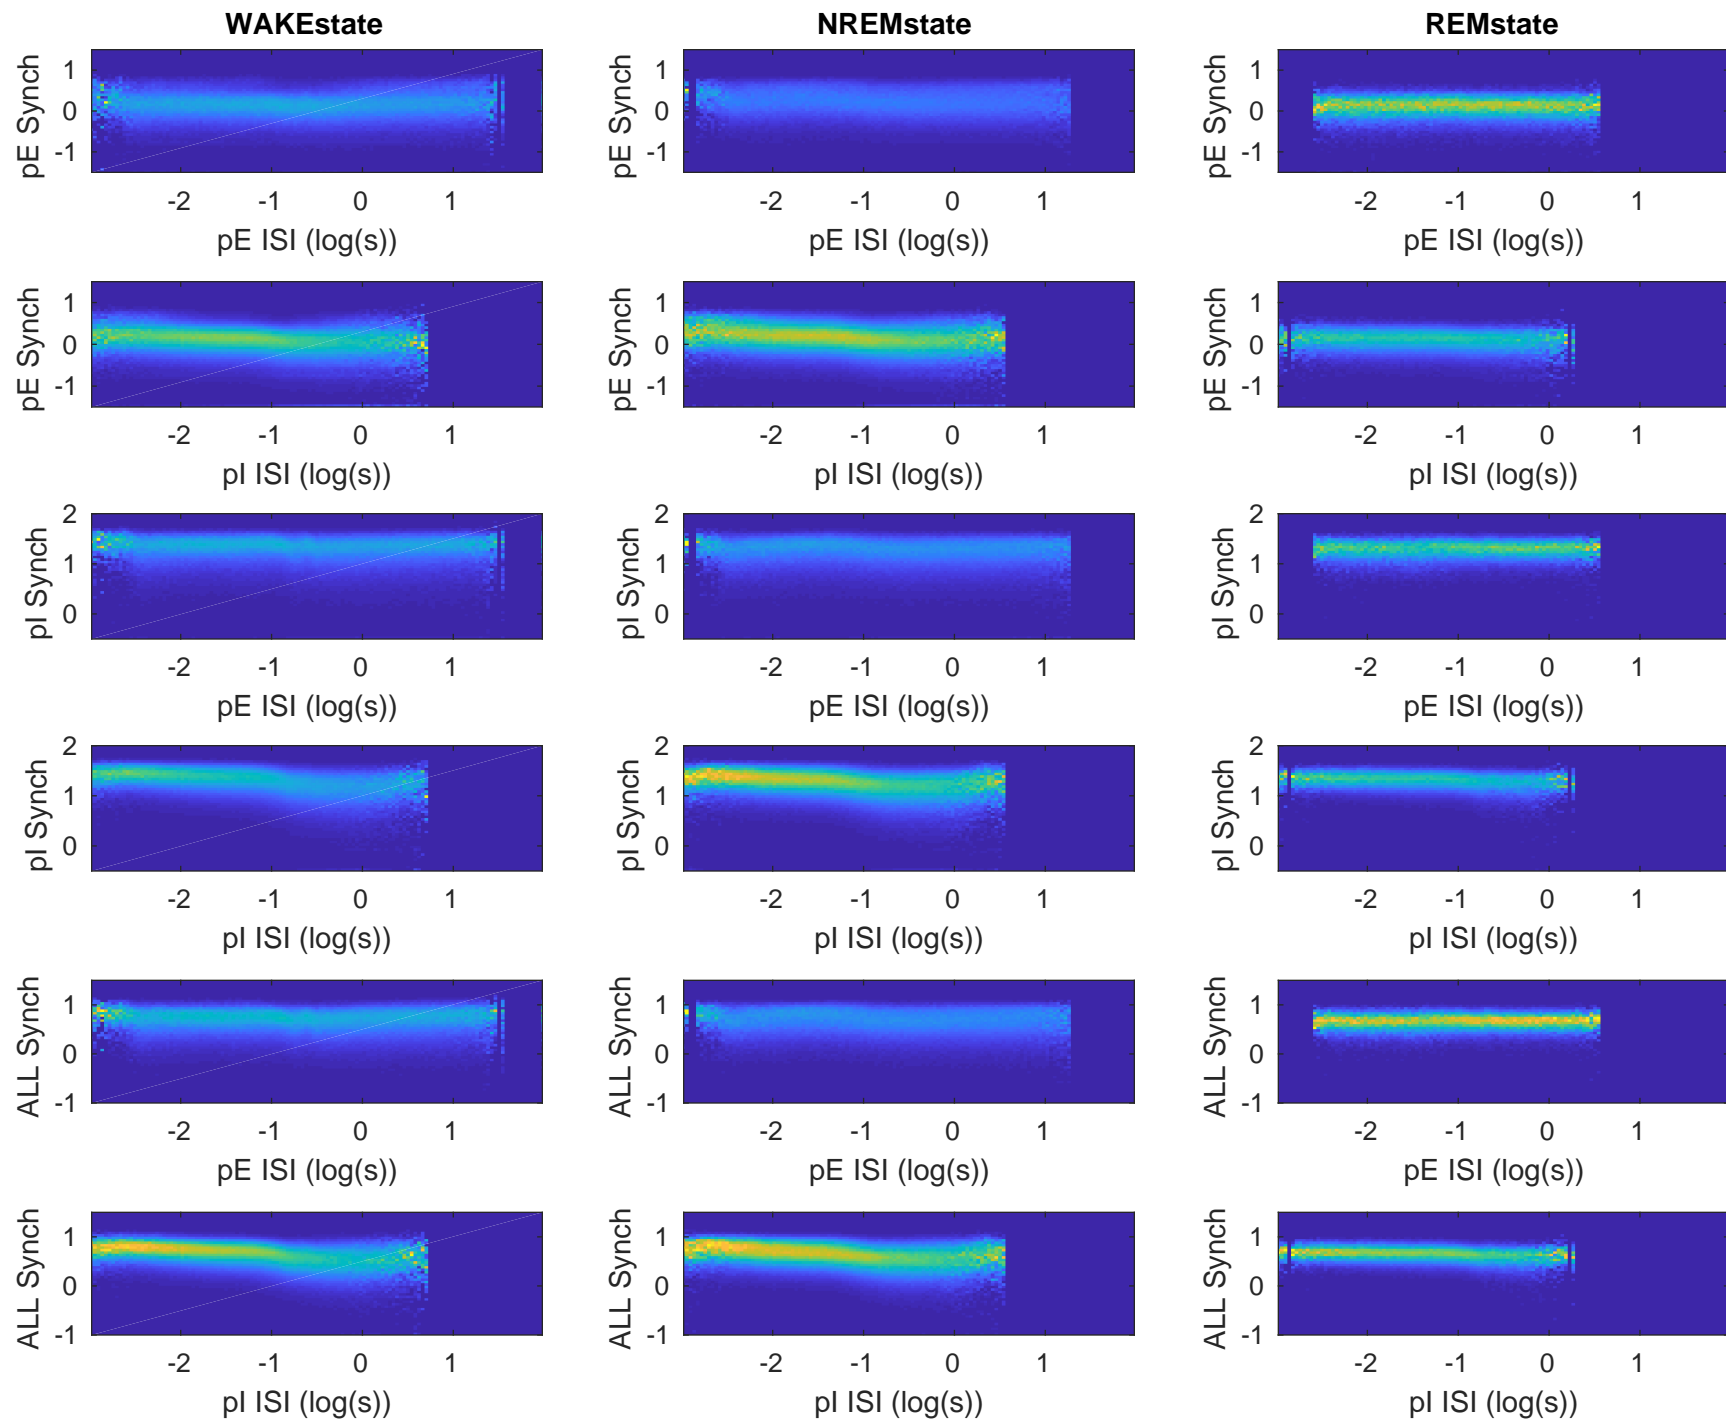 WAKEstate NREMstate REMstate
pE Synch 1 0 -1 pE Synch 1 0 -1 pE Synch 1 0 -1
-2 -1 0 1 -2 -1 0 1 -2 -1 0 1
pE ISI (log(s)) pE ISI (log(s)) pE ISI (log(s))
pE Synch 1 0 -1 pE Synch 1 0 -1 pE Synch 1 0 -1
-2 -1 0 1 -2 -1 0 1 -2 -1 0 1
pI ISI (log(s)) pI ISI (log(s)) pI ISI (log(s))
pI Synch 2 1 0 pI Synch 2 1 0 pI Synch 2 1 0
-2 -1 0 1 -2 -1 0 1 -2 -1 0 1
pE ISI (log(s)) pE ISI (log(s)) pE ISI (log(s))
pI Synch 2 1 0 pI Synch 2 1 0 pI Synch 2 1 0
-2 -1 0 1 -2 -1 0 1 -2 -1 0 1
pI ISI (log(s)) pI ISI (log(s)) pI ISI (log(s))
ALL Synch 1 0 -1 ALL Synch 1 0 -1 ALL Synch 1 0 -1
-2 -1 0 1 -2 -1 0 1 -2 -1 0 1
pE ISI (log(s)) pE ISI (log(s)) pE ISI (log(s))
ALL Synch 1 0 -1 ALL Synch 1 0 -1 ALL Synch 1 0 -1
-2 -1 0 1 -2 -1 0 1 -2 -1 0 1
pI ISI (log(s)) pI ISI (log(s)) pI ISI (log(s))